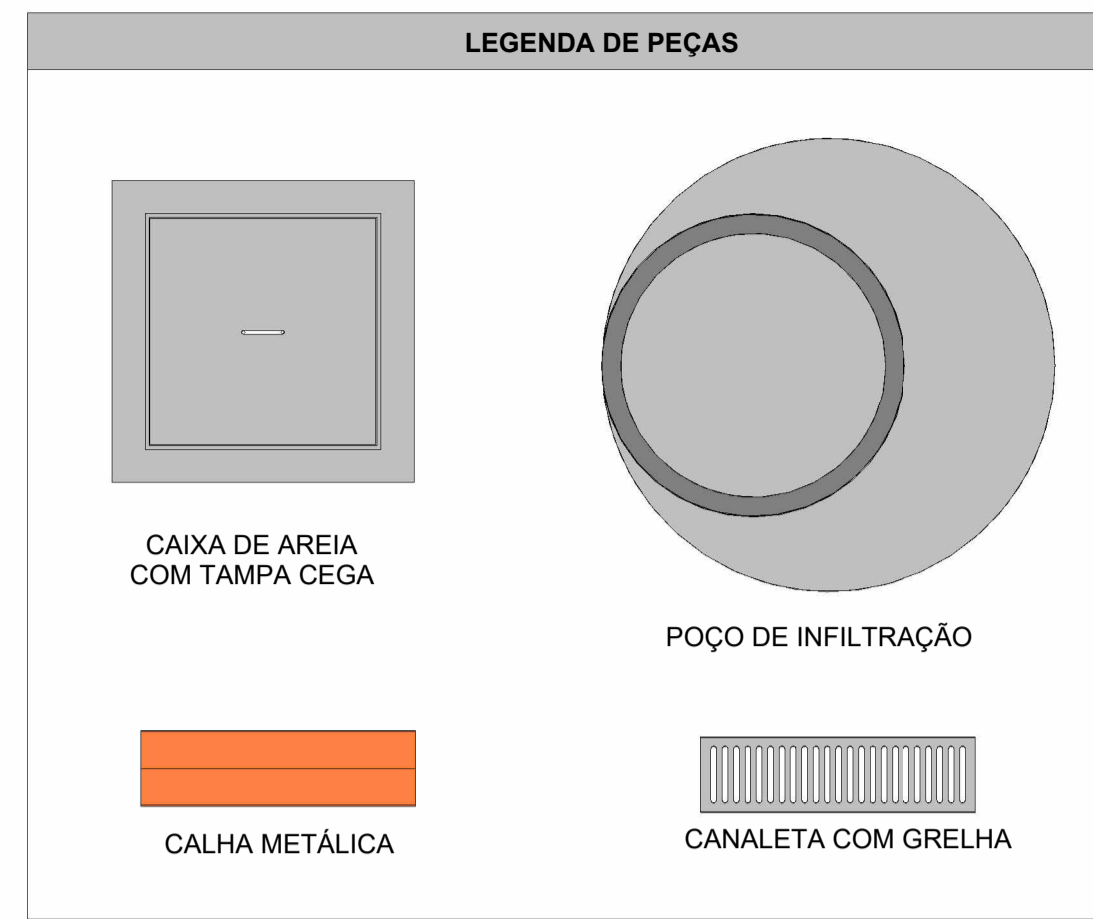 LEGENDA DE PEÇAS
CAIXA DE AREIA
COM TAMPA CEGA
POÇO DE INFILTRAÇÃO
CALHA METÁLICA
CANALETA COM GRELHA